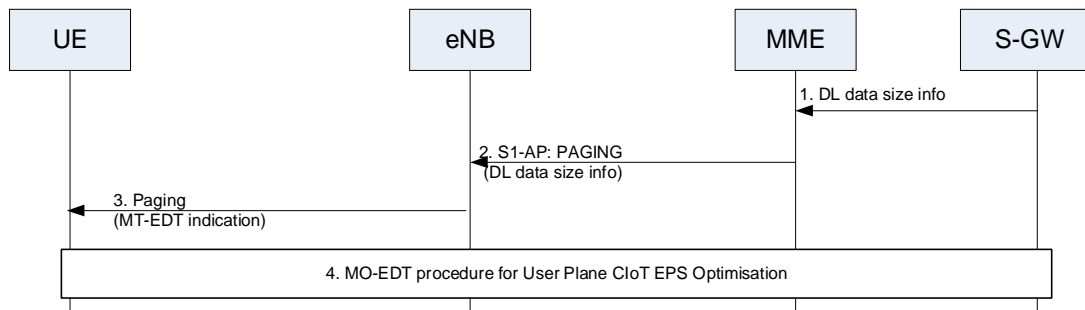 UE
eNB
MME
S-GW
1. DL data size info
2. S1-AP: PAGING
(DL data size info)
3. Paging
(MT-EDT indication)
4. MO-EDT procedure for User Plane CIoT EPS Optimisation